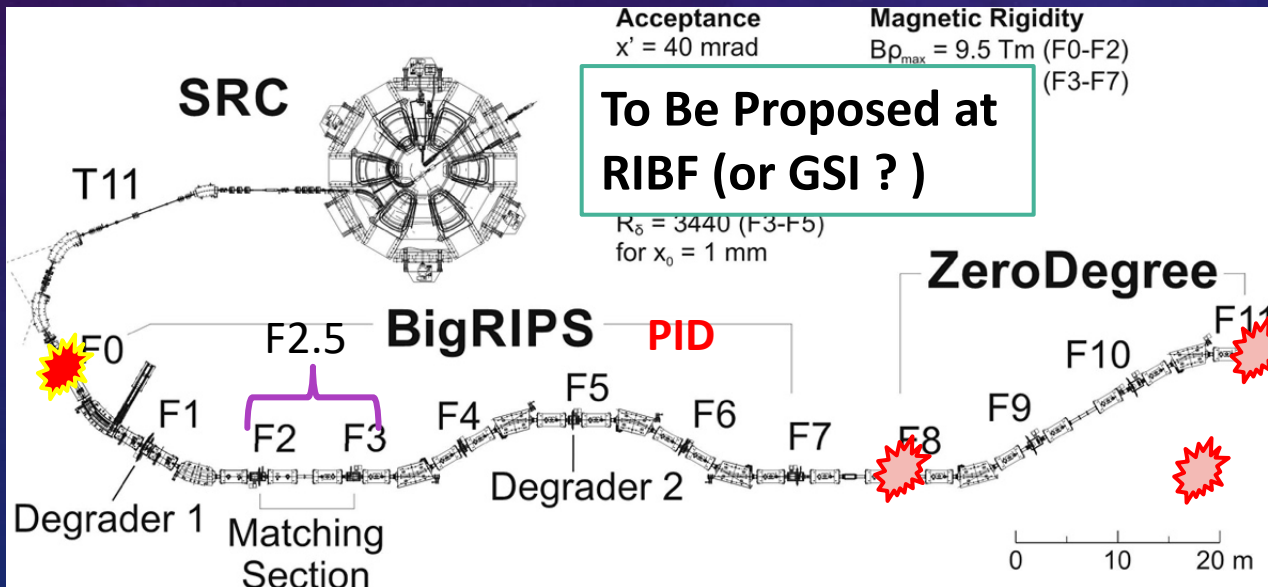 Acceptance
x' = 40 mrad
Magnetic Rigidity
Bρmax = 9.5 Tm (F0-F2)
(F3-F7)
To Be Proposed at
RIBF (or GSI ? )
Rδ = 3440 (F3-F5)
for x₀ = 1 mm
SRC
T11
ZeroDegree
BigRIPS
PID
F0
F2.5
F1
F2
F3
F4
F5
F6
F7
F8
F9
F10
F11
Degrader 1
Degrader 2
Matching
Section
0 10 20 m